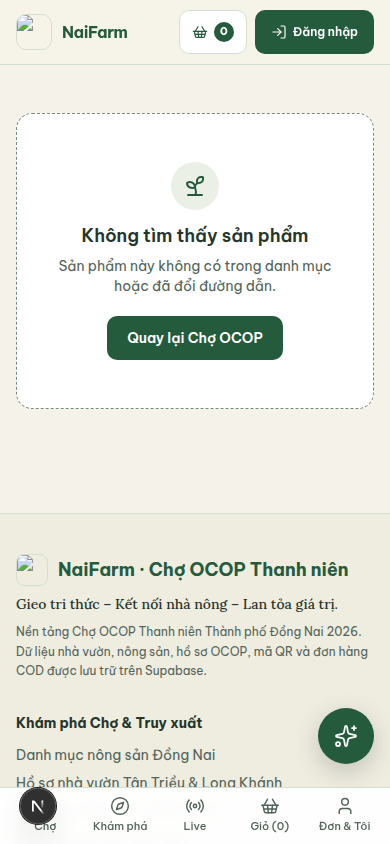 NaiFarm
0
Đăng nhập
Không tìm thấy sản phẩm
Sản phẩm này không có trong danh mục
hoặc đã đổi đường dẫn.
Quay lại Chợ OCOP
NaiFarm · Chợ OCOP Thanh niên
Gieo tri thức – Kết nối nhà nông – Lan tỏa giá trị.
Nền tảng Chợ OCOP Thanh niên Thành phố Đồng Nai 2026.
Dữ liệu nhà vườn, nông sản, hồ sơ OCOP, mã QR và đơn hàng
COD được lưu trữ trên Supabase.
Khám phá Chợ & Truy xuất
Danh mục nông sản Đồng Nai
Hồ sơ nhà vườn Tân Triều & Long Khánh
N
Chợ
Khám phá
Live
Giỏ (0)
Đơn & Tôi